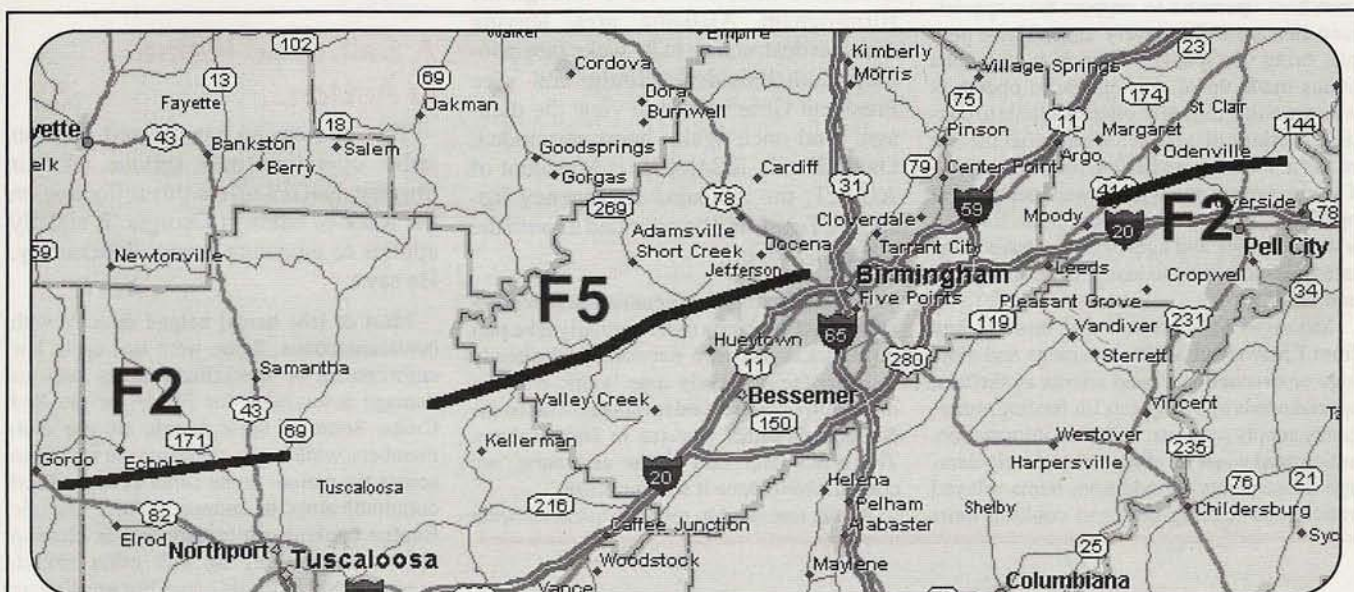 Empire
Kimberly
23
102
Cordova
Morris
Village Springs
13
69
Dora
75
174
St Clair
Fayette
Oakman
Burnwell
11
Margaret
144
43
18
Pinson
Bankston
Salem
Goodsprings
79
Center Point
Argo
Odenville
Berry
Gorgas
Cardiff
31
59
78
269
Cloverdale
Moody
78
Adamsville
20
F2
59
Newtonville
Short Creek
Docena
Tarrant City
Pell City
F5
Jefferson
Birmingham
Leeds
Cropwell
Five Points
Pleasant Grove
34
65
119
231
Hueytown
Vandiver
F2
Samantha
11
280
Sterrett
43
Valley Creek
Bessemer
Vincent
171
69
150
Gordo
Echola
Kellerman
Westover
235
20
Harpersville
Tuscaloosa
Helena
76
21
82
216
Pelham
Shelby
Elrod
Caffee Junction
Alabaster
Childersburg
Northport
Tuscaloosa
Woodstock
25
Vance
Maylene
Columbiana